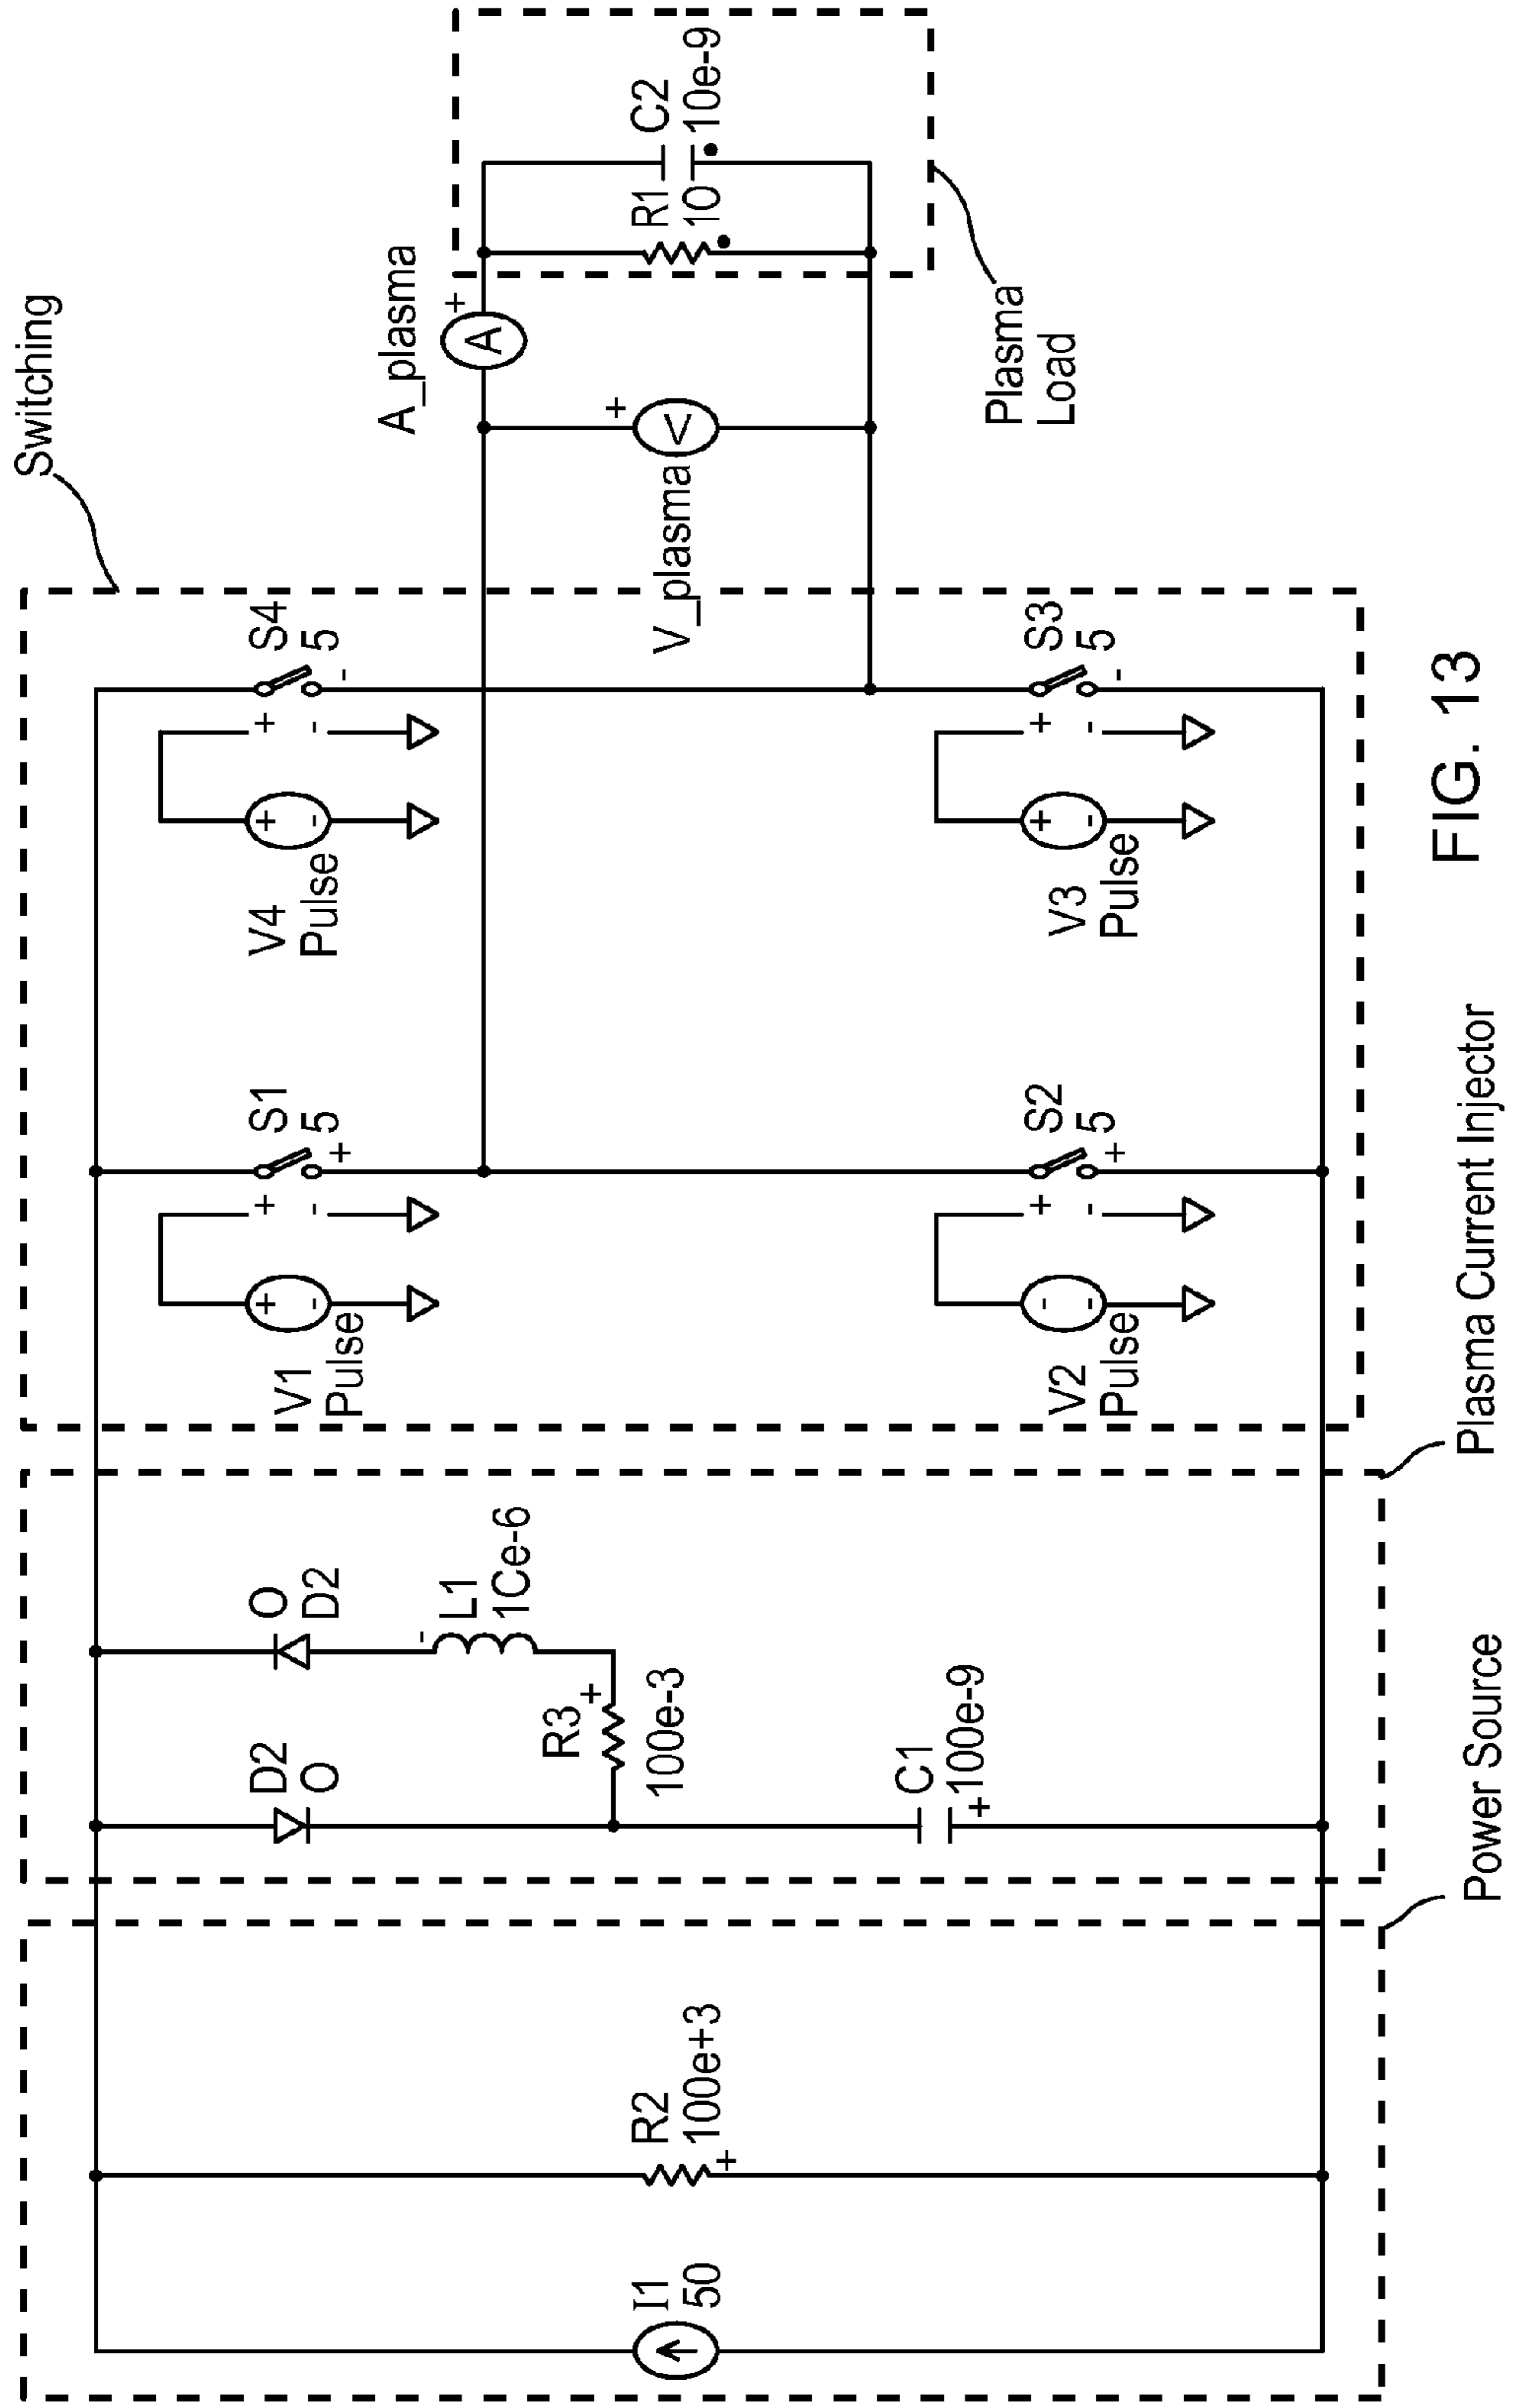 Switching
V4
Pulse
+
-
+
-
S4
5
-
V1
Pulse
+
-
+
-
S1
5
+
V3
Pulse
+
-
+
-
S3
5
-
V2
Pulse
-
-
+
-
S2
5
+
A_plasma
A
+
V_plasma
V
+
R1
10
C2
10e-9
Plasma
Load
O
D2
D2
O
-
L1
1Ce-6
R3
+
100e-3
C1
100e-9
+
Plasma Current Injector
I1
50
R2
100e+3
+
Power Source
FIG. 13